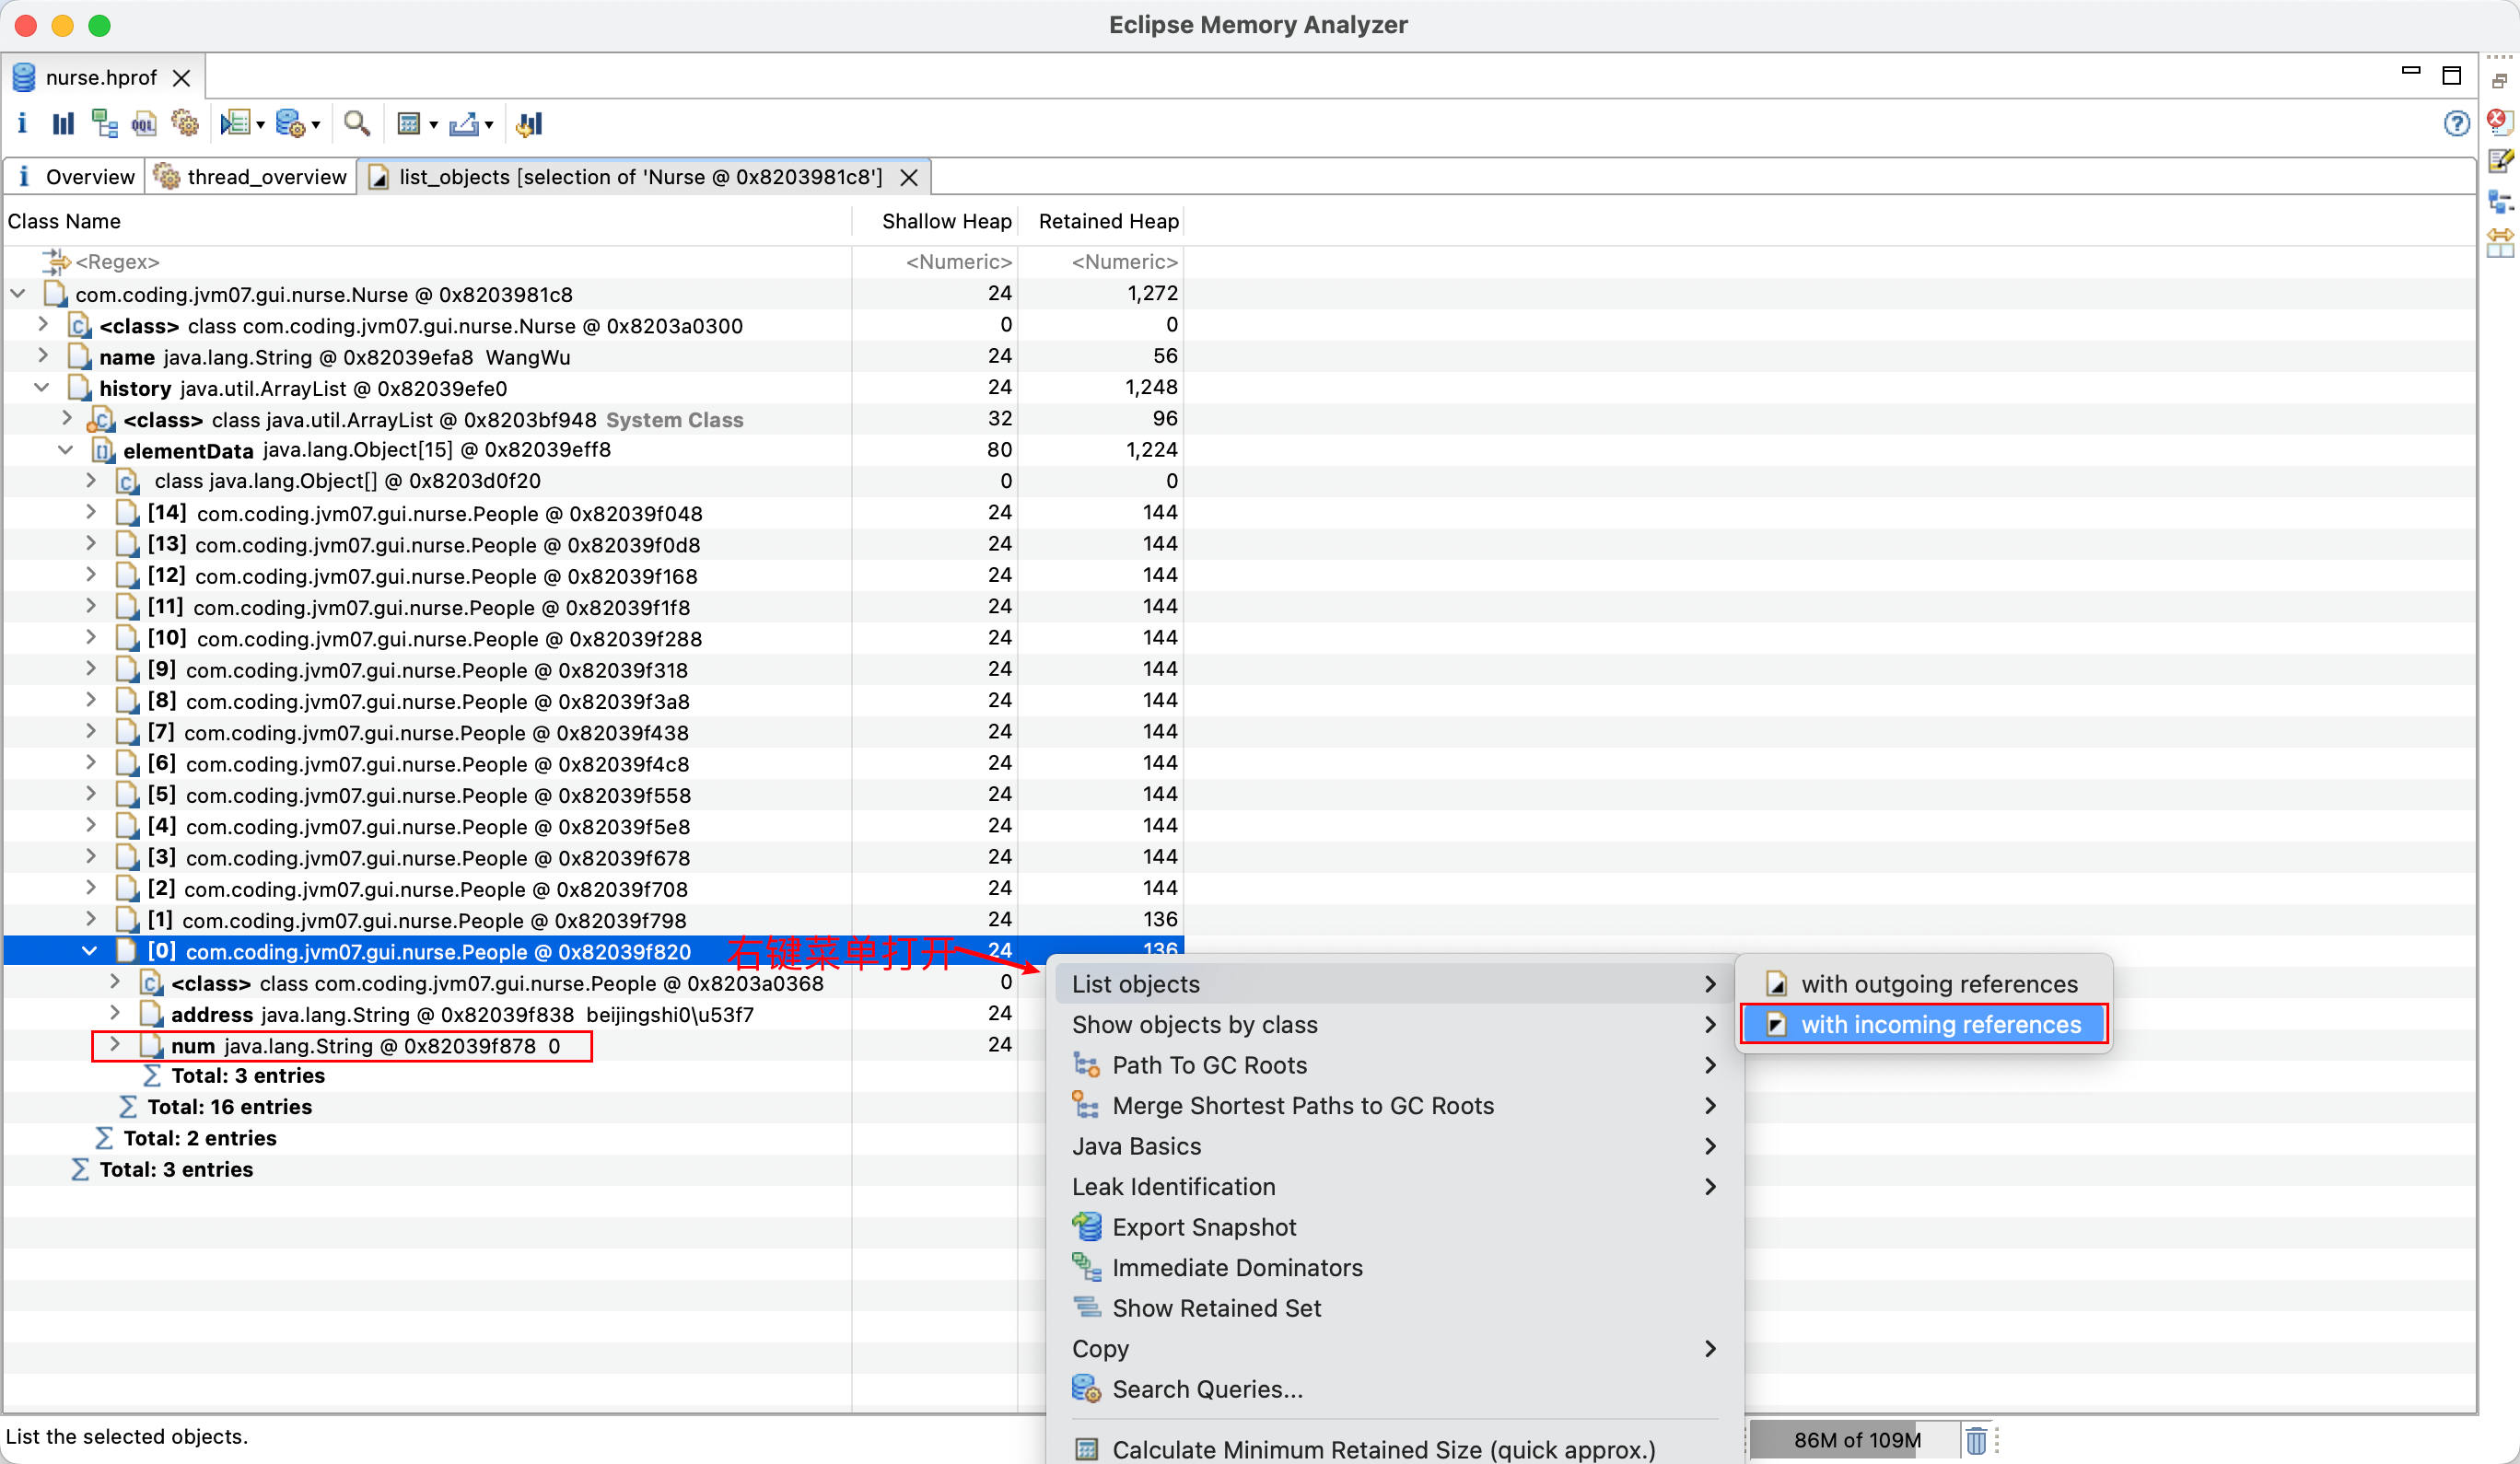 Eclipse Memory Analyzer
nurse.hprof
OQL
Overview thread_overview list_objects [selection of 'Nurse @ 0x8203981c8']
Class Name Shallow Heap Retained Heap
<Regex> <Numeric> <Numeric>
com.coding.jvm07.gui.nurse.Nurse @ 0x8203981c8 24 1,272
<class> class com.coding.jvm07.gui.nurse.Nurse @ 0x8203a0300 0 0
name java.lang.String @ 0x82039efa8 WangWu 24 56
history java.util.ArrayList @ 0x82039efe0 24 1,248
<class> class java.util.ArrayList @ 0x8203bf948 System Class 32 96
elementData java.lang.Object[15] @ 0x82039eff8 80 1,224
class java.lang.Object[] @ 0x8203d0f20 0 0
[14] com.coding.jvm07.gui.nurse.People @ 0x82039f048 24 144
[13] com.coding.jvm07.gui.nurse.People @ 0x82039f0d8 24 144
[12] com.coding.jvm07.gui.nurse.People @ 0x82039f168 24 144
[11] com.coding.jvm07.gui.nurse.People @ 0x82039f1f8 24 144
[10] com.coding.jvm07.gui.nurse.People @ 0x82039f288 24 144
[9] com.coding.jvm07.gui.nurse.People @ 0x82039f318 24 144
[8] com.coding.jvm07.gui.nurse.People @ 0x82039f3a8 24 144
[7] com.coding.jvm07.gui.nurse.People @ 0x82039f438 24 144
[6] com.coding.jvm07.gui.nurse.People @ 0x82039f4c8 24 144
[5] com.coding.jvm07.gui.nurse.People @ 0x82039f558 24 144
[4] com.coding.jvm07.gui.nurse.People @ 0x82039f5e8 24 144
[3] com.coding.jvm07.gui.nurse.People @ 0x82039f678 24 144
[2] com.coding.jvm07.gui.nurse.People @ 0x82039f708 24 144
[1] com.coding.jvm07.gui.nurse.People @ 0x82039f798 24 136
[0] com.coding.jvm07.gui.nurse.People @ 0x82039f820 右键菜单打开 24 136
<class> class com.coding.jvm07.gui.nurse.People @ 0x8203a0368 0
address java.lang.String @ 0x82039f838 beijingshi0\u53f7 24
num java.lang.String @ 0x82039f878 0 24
Total: 3 entries
Total: 16 entries
Total: 2 entries
Total: 3 entries
List objects
Show objects by class
Path To GC Roots
Merge Shortest Paths to GC Roots
Java Basics
Leak Identification
Export Snapshot
Immediate Dominators
Show Retained Set
Copy
Search Queries...
Calculate Minimum Retained Size (quick approx.)
with outgoing references
with incoming references
List the selected objects.
86M of 109M